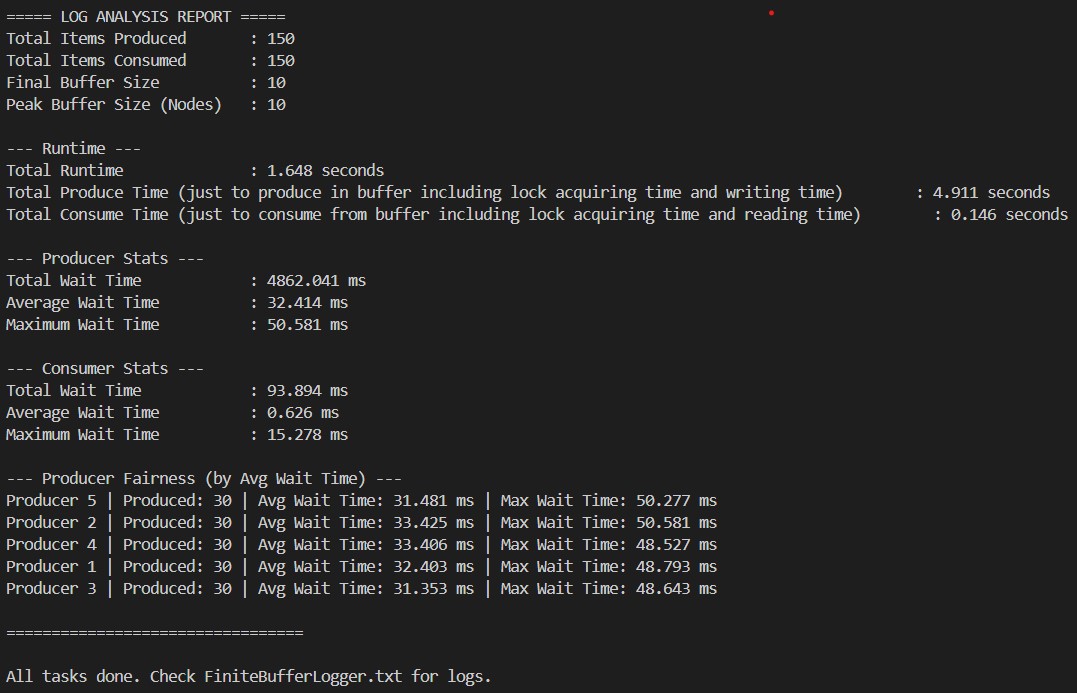 ===== LOG ANALYSIS REPORT =====
Total Items Produced       : 150
Total Items Consumed       : 150
Final Buffer Size          : 10
Peak Buffer Size (Nodes)   : 10

--- Runtime ---
Total Runtime              : 1.648 seconds
Total Produce Time (just to produce in buffer including lock acquiring time and writing time)        : 4.911 seconds
Total Consume Time (just to consume from buffer including lock acquiring time and reading time)        : 0.146 seconds

--- Producer Stats ---
Total Wait Time            : 4862.041 ms
Average Wait Time          : 32.414 ms
Maximum Wait Time          : 50.581 ms

--- Consumer Stats ---
Total Wait Time            : 93.894 ms
Average Wait Time          : 0.626 ms
Maximum Wait Time          : 15.278 ms

--- Producer Fairness (by Avg Wait Time) ---
Producer 5 | Produced: 30 | Avg Wait Time: 31.481 ms | Max Wait Time: 50.277 ms
Producer 2 | Produced: 30 | Avg Wait Time: 33.425 ms | Max Wait Time: 50.581 ms
Producer 4 | Produced: 30 | Avg Wait Time: 33.406 ms | Max Wait Time: 48.527 ms
Producer 1 | Produced: 30 | Avg Wait Time: 32.403 ms | Max Wait Time: 48.793 ms
Producer 3 | Produced: 30 | Avg Wait Time: 31.353 ms | Max Wait Time: 48.643 ms

=================================

All tasks done. Check FiniteBufferLogger.txt for logs.